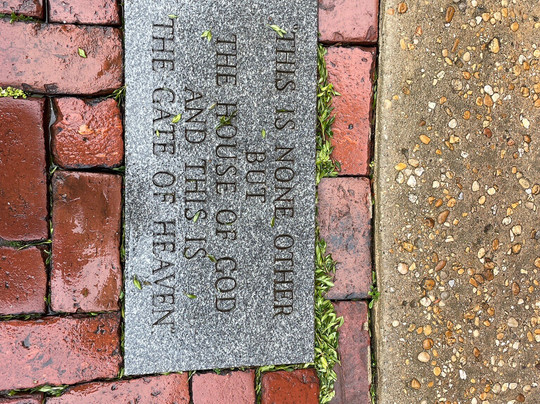 "THIS IS NONE OTHER
BUT
THE HOUSE OF GOD
AND THIS IS
THE GATE OF HEAVEN"